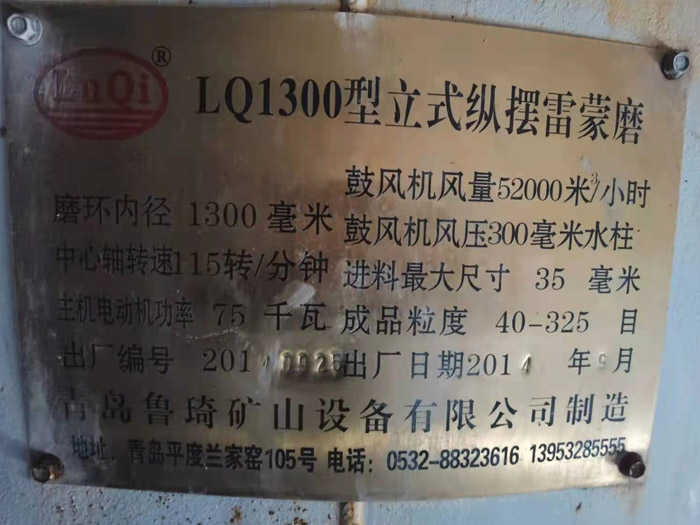 LuQi®
LQ1300型立式纵摆雷蒙磨
磨环内径 1300 毫米
鼓风机风量52000米³/小时
鼓风机风压300毫米水柱
中心轴转速115转/分钟
进料最大尺寸 35 毫米
主机电动机功率 75 千瓦
成品粒度 40-325 目
出厂编号 20140925
出厂日期2014 年 9月
青岛鲁琦矿山设备有限公司制造
地址：青岛平度兰家窑105号 电话：0532-88323616 13953285555